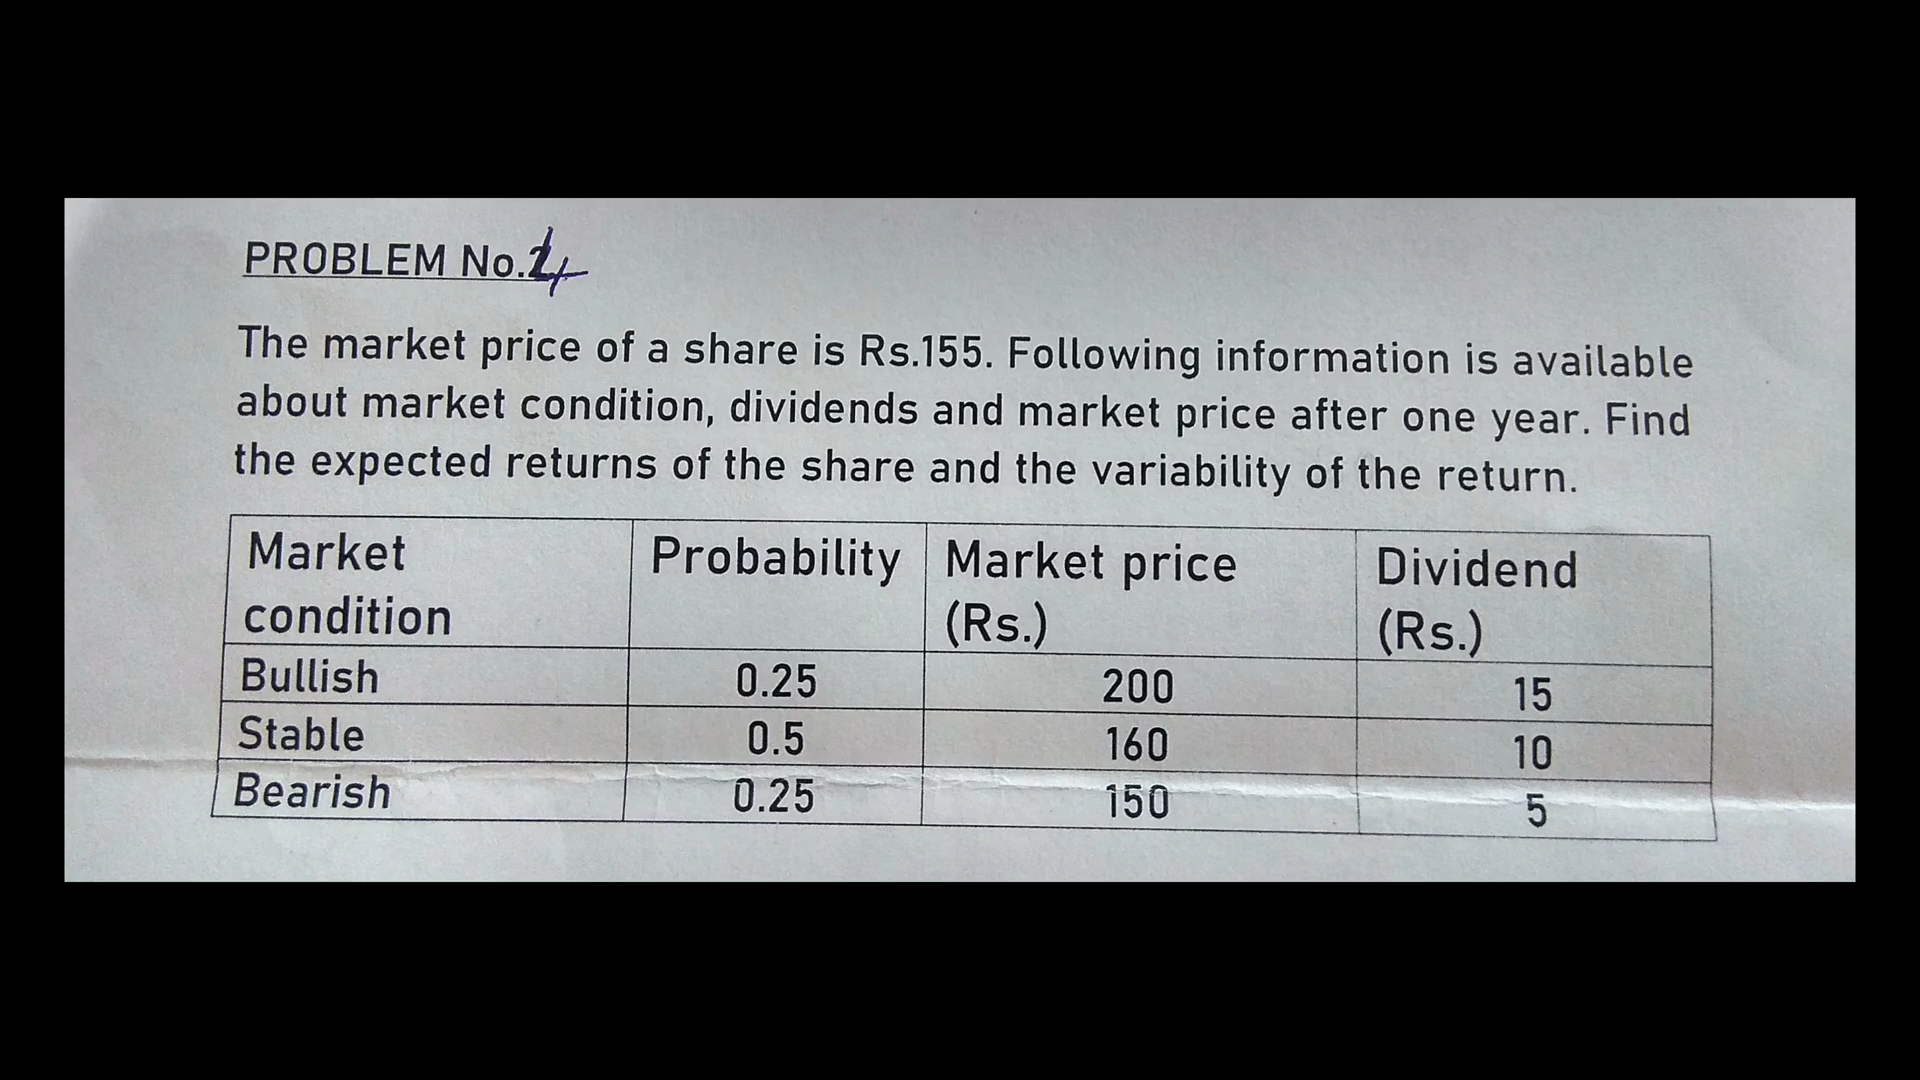 PROBLEM No.4
The market price of a share is Rs.155. Following information is available
about market condition, dividends and market price after one year. Find
the expected returns of the share and the variability of the return.
Market condition Probability Market price (Rs.) Dividend (Rs.)
Bullish 0.25 200 15
Stable 0.5 160 10
Bearish 0.25 150 5